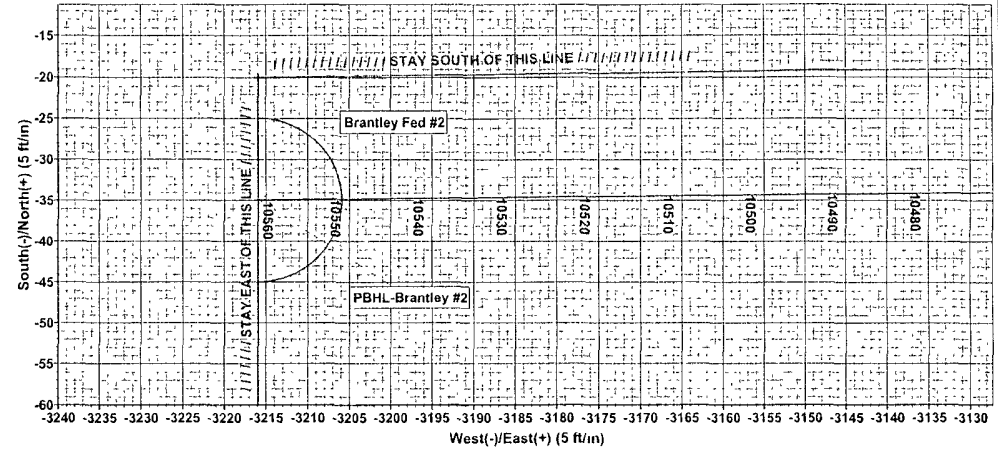 -15
-20
-25
-30
-35
-40
-45
-50
-55
-60
South(-)/North(+) (5 ft/in)
///////////// STAY SOUTH OF THIS LINE /////////////
Brantley Fed #2
STAY EAST OF THIS LINE
10560
10550
10540
10530
10520
10510
10500
10490
10480
PBHL-Brantley #2
-3240 -3235 -3230 -3225 -3220 -3215 -3210 -3205 -3200 -3195 -3190 -3185 -3180 -3175 -3170 -3165 -3160 -3155 -3150 -3145 -3140 -3135 -3130
West(-)/East(+) (5 ft/in)